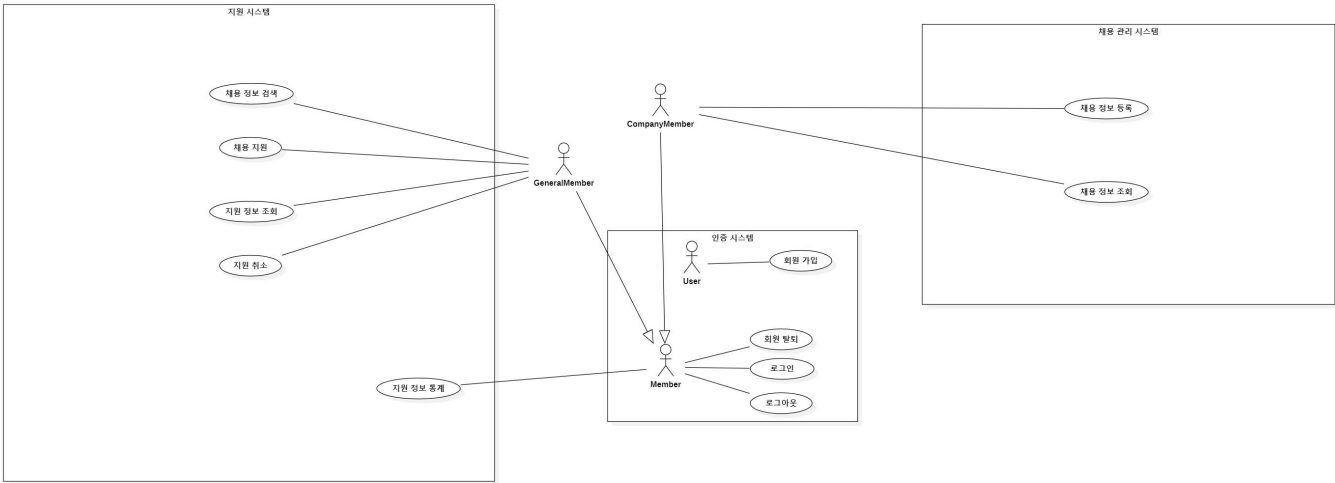 지원 시스템
채용 정보 검색
채용 지원
지원 정보 조회
지원 취소
지원 정보 통계
GeneralMember
CompanyMember
인증 시스템
User
회원 가입
Member
회원 탈퇴
로그인
로그아웃
채용 관리 시스템
채용 정보 등록
채용 정보 조회